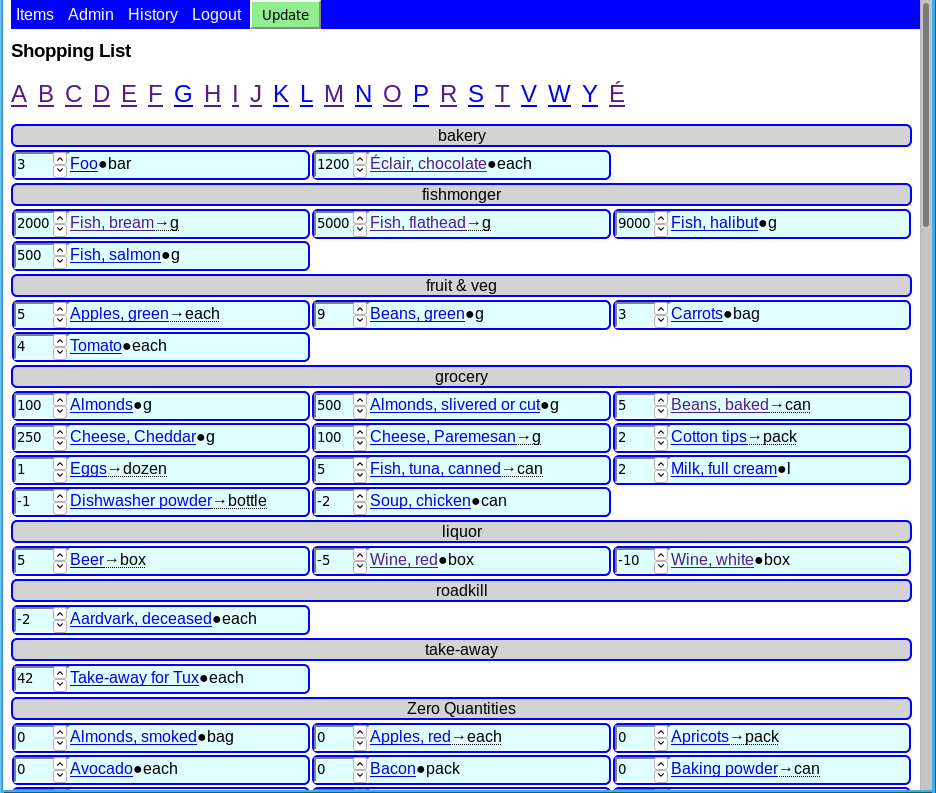 Items Admin History Logout Update
Shopping List
A B C D E F G H I J K L M N O P R S T V W Y É
bakery
3 Foo●bar 1200 Éclair, chocolate●each
fishmonger
2000 Fish, bream→g 5000 Fish, flathead→g 9000 Fish, halibut●g
500 Fish, salmon●g
fruit & veg
5 Apples, green→each 9 Beans, green●g 3 Carrots●bag
4 Tomato●each
grocery
100 Almonds●g 500 Almonds, slivered or cut●g 5 Beans, baked→can
250 Cheese, Cheddar●g 100 Cheese, Paremesan→g 2 Cotton tips→pack
1 Eggs→dozen 5 Fish, tuna, canned→can 2 Milk, full cream●l
-1 Dishwasher powder→bottle -2 Soup, chicken●can
liquor
5 Beer→box -5 Wine, red●box -10 Wine, white●box
roadkill
-2 Aardvark, deceased●each
take-away
42 Take-away for Tux●each
Zero Quantities
0 Almonds, smoked●bag 0 Apples, red→each 0 Apricots→pack
0 Avocado●each 0 Bacon●pack 0 Baking powder→can